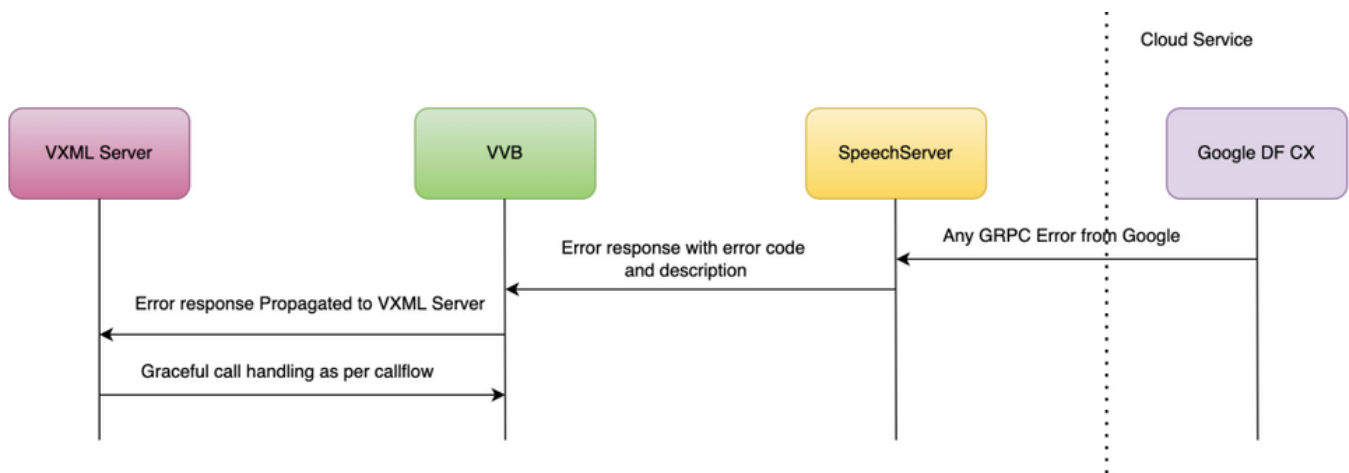 Cloud Service
VXML Server
VVB
SpeechServer
Google DF CX
Any GRPC Error from Google
Error response with error code
and description
Error response Propagated to VXML Server
Graceful call handling as per callflow